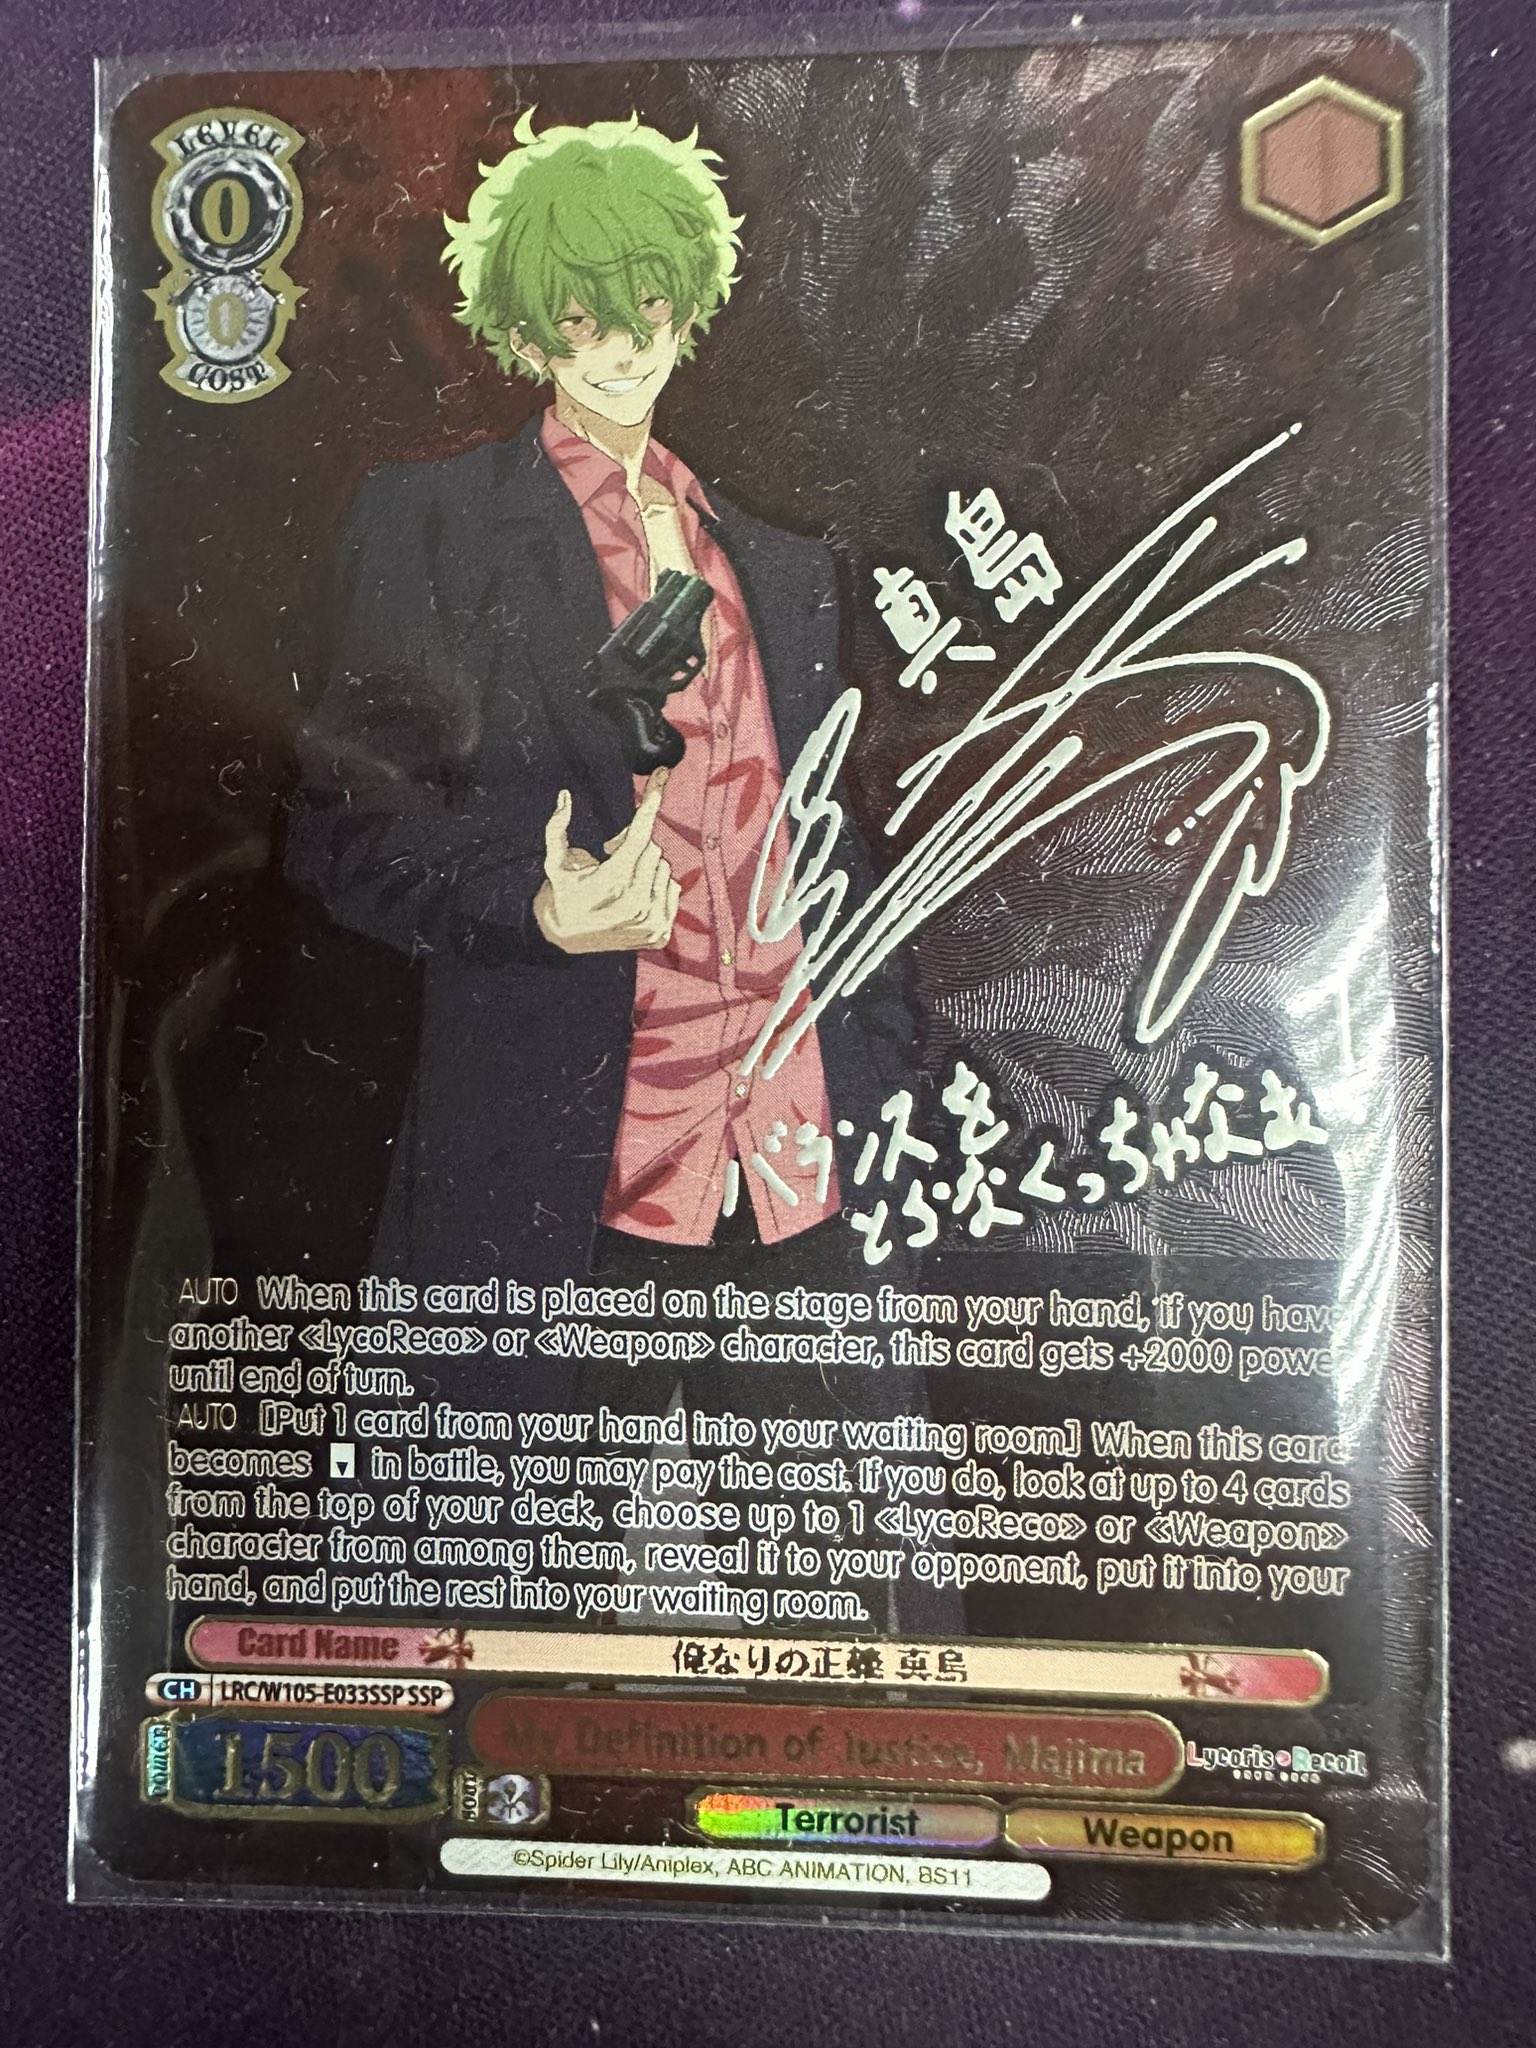 LEVEL
0
0
COST
真島
バランスを
とらなくっちゃなあ
AUTO When this card is placed on the stage from your hand, if you have
another «LycoReco» or «Weapon» character, this card gets +2000 power
until end of turn.
AUTO [Put 1 card from your hand into your waiting room] When this card
becomes in battle, you may pay the cost. If you do, look at up to 4 cards
from the top of your deck, choose up to 1 «LycoReco» or «Weapon»
character from among them, reveal it to your opponent, put it into your
hand, and put the rest into your waiting room.
Card Name 俺なりの正義 真島
CH LRC/W105-E033SSP SSP
POWER 1500 SOUL
My Definition of Justice, Majima
Lycoris Recoil
Terrorist Weapon
©Spider Lily/Aniplex, ABC ANIMATION, BS11